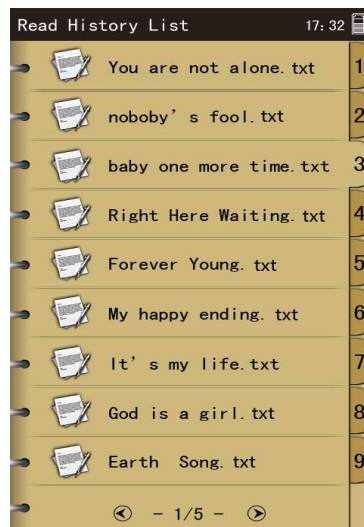 Read History List 17:32
You are not alone.txt 1
noboby's fool.txt 2
baby one more time.txt 3
Right Here Waiting.txt 4
Forever Young.txt 5
My happy ending.txt 6
It's my life.txt 7
God is a girl.txt 8
Earth Song.txt 9
- 1/5 -